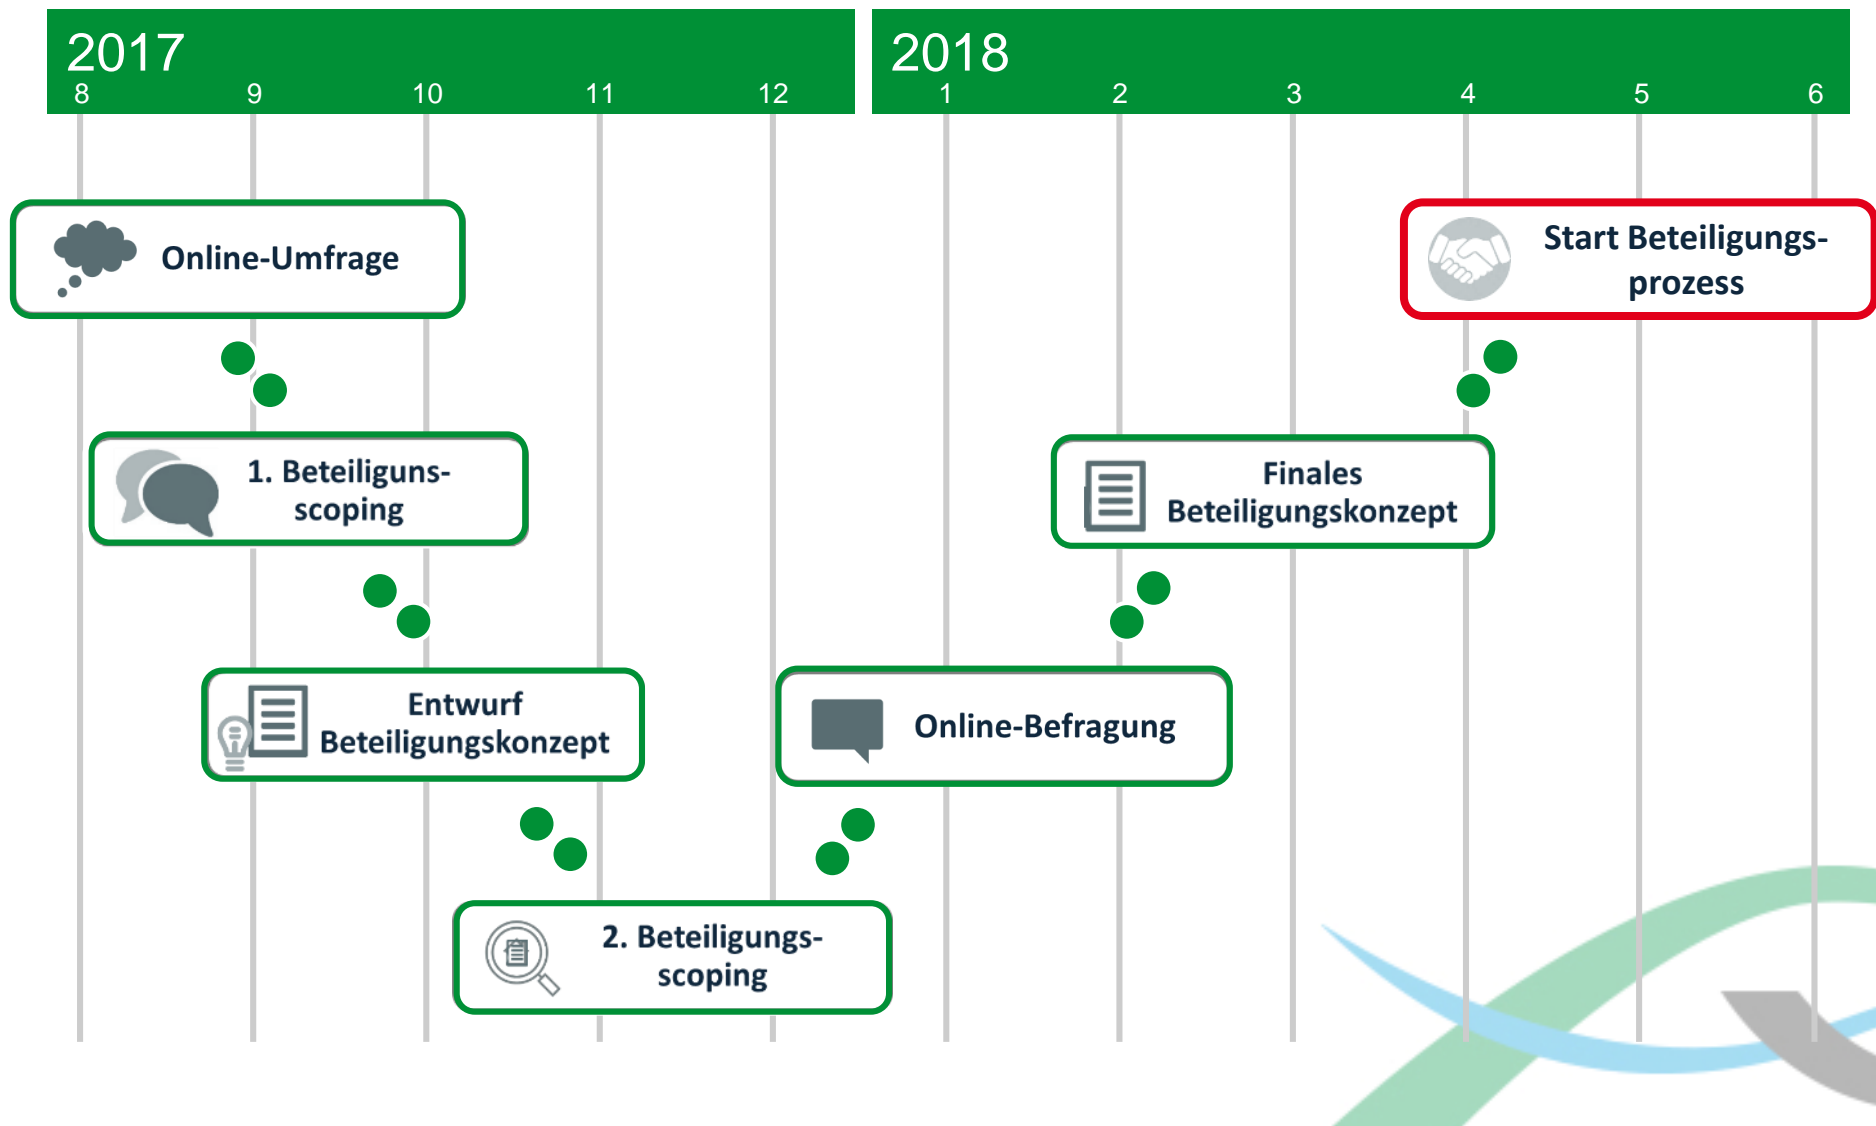 2017
8 9 10 11 12
2018
1 2 3 4 5 6
Online-Umfrage
Start Beteiligungs-
prozess
1. Beteiliguns-
scoping
Finales
Beteiligungskonzept
Entwurf
Beteiligungskonzept
Online-Befragung
2. Beteiligungs-
scoping